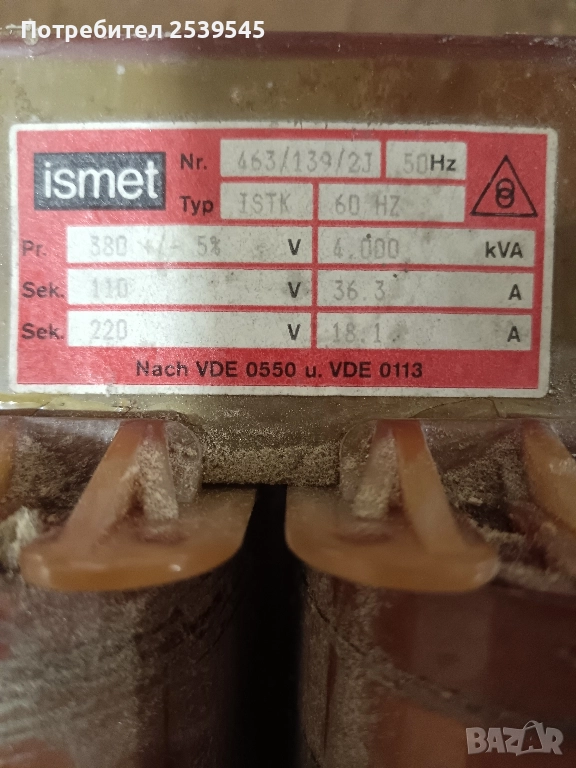 Потребител 2539545
ismet Nr. 463/139/2J 50Hz
Typ ISTK 60 HZ
Pr. 380 +/- 5% V 4.000 kVA
Sek. 110 V 36.3 A
Sek. 220 V 18.1 A
Nach VDE 0550 u. VDE 0113
BAZAR